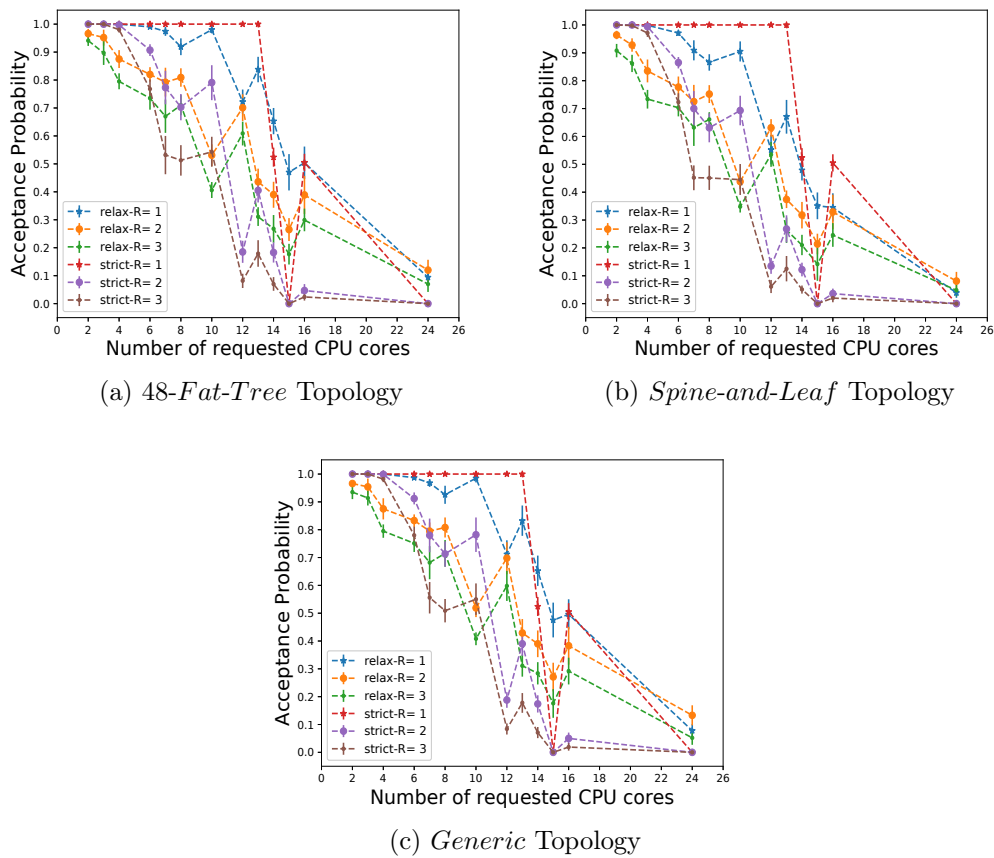 1.0
0.9
0.8
0.7
0.6
0.5
0.4
0.3
0.2
0.1
0.0
Acceptance Probability
relax-R= 1
relax-R= 2
relax-R= 3
strict-R= 1
strict-R= 2
strict-R= 3
0 2 4 6 8 10 12 14 16 18 20 22 24 26
Number of requested CPU cores
(a) 48-Fat-Tree Topology
1.0
0.9
0.8
0.7
0.6
0.5
0.4
0.3
0.2
0.1
0.0
Acceptance Probability
relax-R= 1
relax-R= 2
relax-R= 3
strict-R= 1
strict-R= 2
strict-R= 3
0 2 4 6 8 10 12 14 16 18 20 22 24 26
Number of requested CPU cores
(b) Spine-and-Leaf Topology
1.0
0.9
0.8
0.7
0.6
0.5
0.4
0.3
0.2
0.1
0.0
Acceptance Probability
relax-R= 1
relax-R= 2
relax-R= 3
strict-R= 1
strict-R= 2
strict-R= 3
0 2 4 6 8 10 12 14 16 18 20 22 24 26
Number of requested CPU cores
(c) Generic Topology